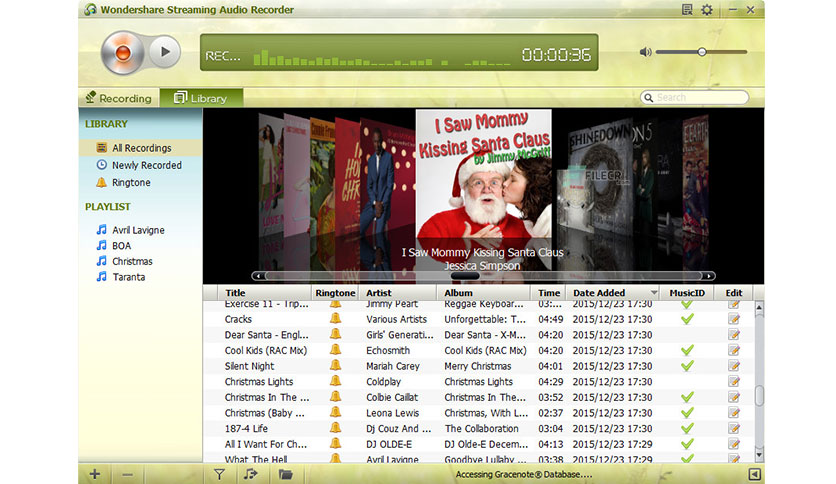 Wondershare Streaming Audio Recorder
REC...
00:00:36
Recording
Library
Search
LIBRARY
All Recordings
Newly Recorded
Ringtone
PLAYLIST
Avril Lavigne
BOA
Christmas
Taranta
I Saw Mommy
Kissing Santa Claus
by Jimmy McGriff
SHINEDOWN
FILECR
I Saw Mommy Kissing Santa Claus
Jessica Simpson
Title Ringtone Artist Album Time Date Added MusicID Edit
Exercise 11 - Trip... Jimmy Peart Reggae Keyboar... 03:... 2015/12/23 17:30
Cracks Various Artists Unforgettable: T... 04:49 2015/12/23 17:30
Dear Santa - Engl... Girls' Generati... Dear Santa - X-M... 04:20 2015/12/23 17:30
Cool Kids (RAC Mix) Echosmith Cool Kids (RAC Mix) 04:20 2015/12/23 17:30
Silent Night Mariah Carey Merry Christmas 04:01 2015/12/23 17:30
Christmas Lights Coldplay Christmas Lights 04:29 2015/12/23 17:30
Christmas In The ... Colbie Caillat Christmas In The ... 03:52 2015/12/23 17:30
Christmas (Baby ... Leona Lewis Christmas, With L... 02:37 2015/12/23 17:30
187-4 Life Dj Couz And ... The Collaboration 03:04 2015/12/23 17:30
All I Want For Ch... DJ OLDE-E DJ Olde-E Decem... 04:13 2015/12/23 17:29
What The Hell Avril Lavigne Goodbye Lullaby ... 03:38 2015/12/23 17:29
Accessing Gracenote® Database....